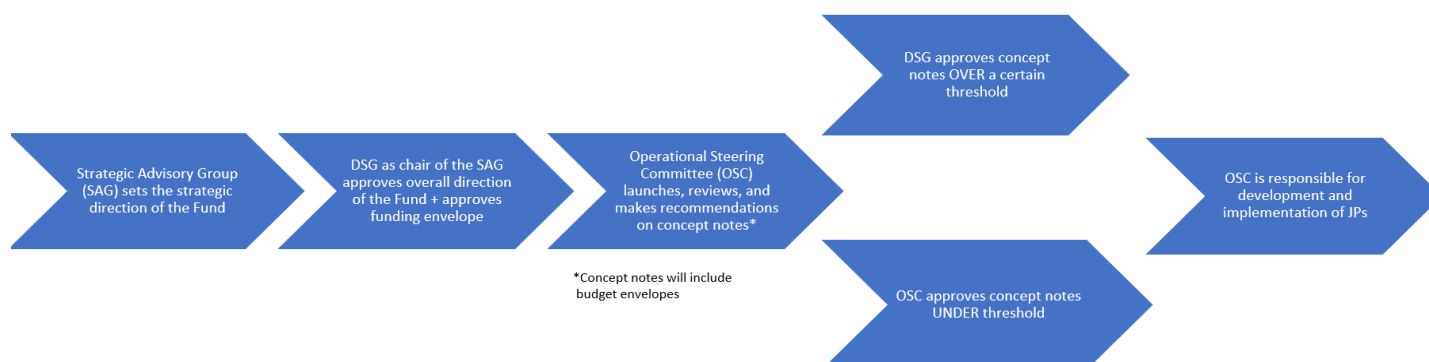 Strategic Advisory Group
(SAG) sets the strategic
direction of the Fund
DSG as chair of the SAG
approves overall direction
of the Fund + approves
funding envelope
Operational Steering
Committee (OSC)
launches, reviews, and
makes recommendations
on concept notes*
*Concept notes will include
budget envelopes
DSG approves concept
notes OVER a certain
threshold
OSC approves concept notes
UNDER threshold
OSC is responsible for
development and
implementation of JPs